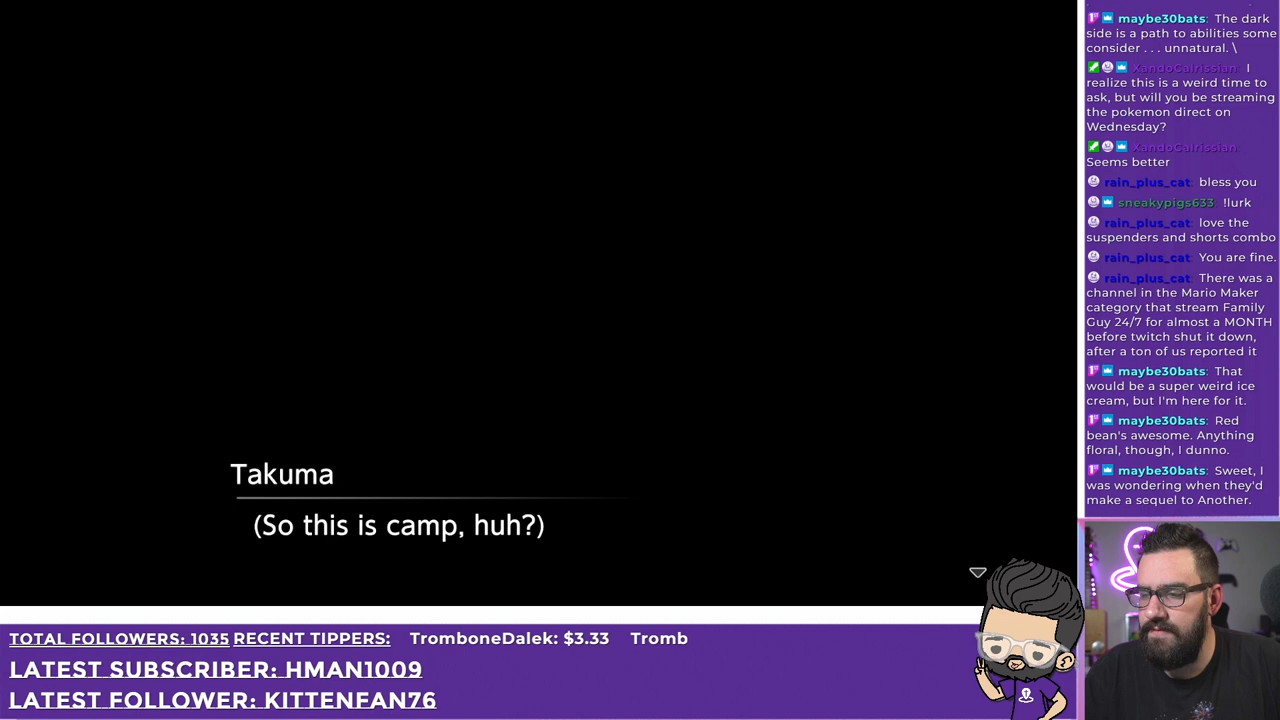 Takuma
(So this is camp, huh?)
maybe30bats: The dark
side is a path to abilities some
consider . . . unnatural. \
XandoCalrissian: I
realize this is a weird time to
ask, but will you be streaming
the pokemon direct on
Wednesday?
XandoCalrissian:
Seems better
rain_plus_cat: bless you
sneakypigs633 !lurk
rain_plus_cat: love the
suspenders and shorts combo
rain_plus_cat: You are fine.
rain_plus_cat: There was a
channel in the Mario Maker
category that stream Family
Guy 24/7 for almost a MONTH
before twitch shut it down,
after a ton of us reported it
maybe30bats: That
would be a super weird ice
cream, but I'm here for it.
maybe30bats: Red
bean's awesome. Anything
floral, though, I dunno.
maybe30bats: Sweet, I
was wondering when they'd
make a sequel to Another.
TOTAL FOLLOWERS: 1035 RECENT TIPPERS: TromboneDalek: $3.33 Tromb
LATEST SUBSCRIBER: HMAN1009
LATEST FOLLOWER: KITTENFAN76